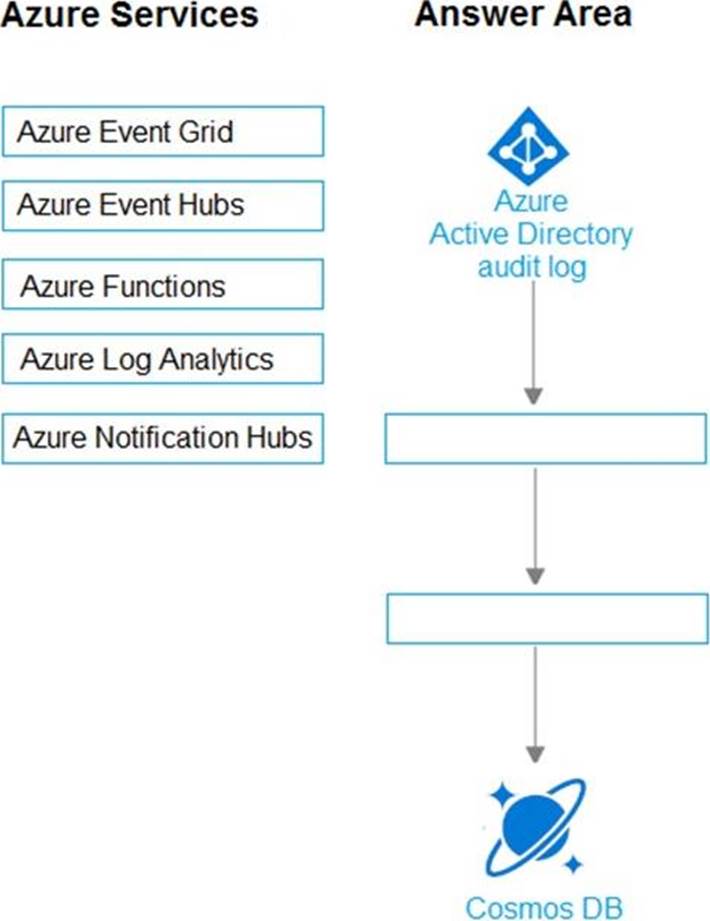 Azure Services
Answer Area
Azure Event Grid
Azure Event Hubs
Azure Functions
Azure Log Analytics
Azure Notification Hubs
Azure
Active Directory
audit log
Cosmos DB